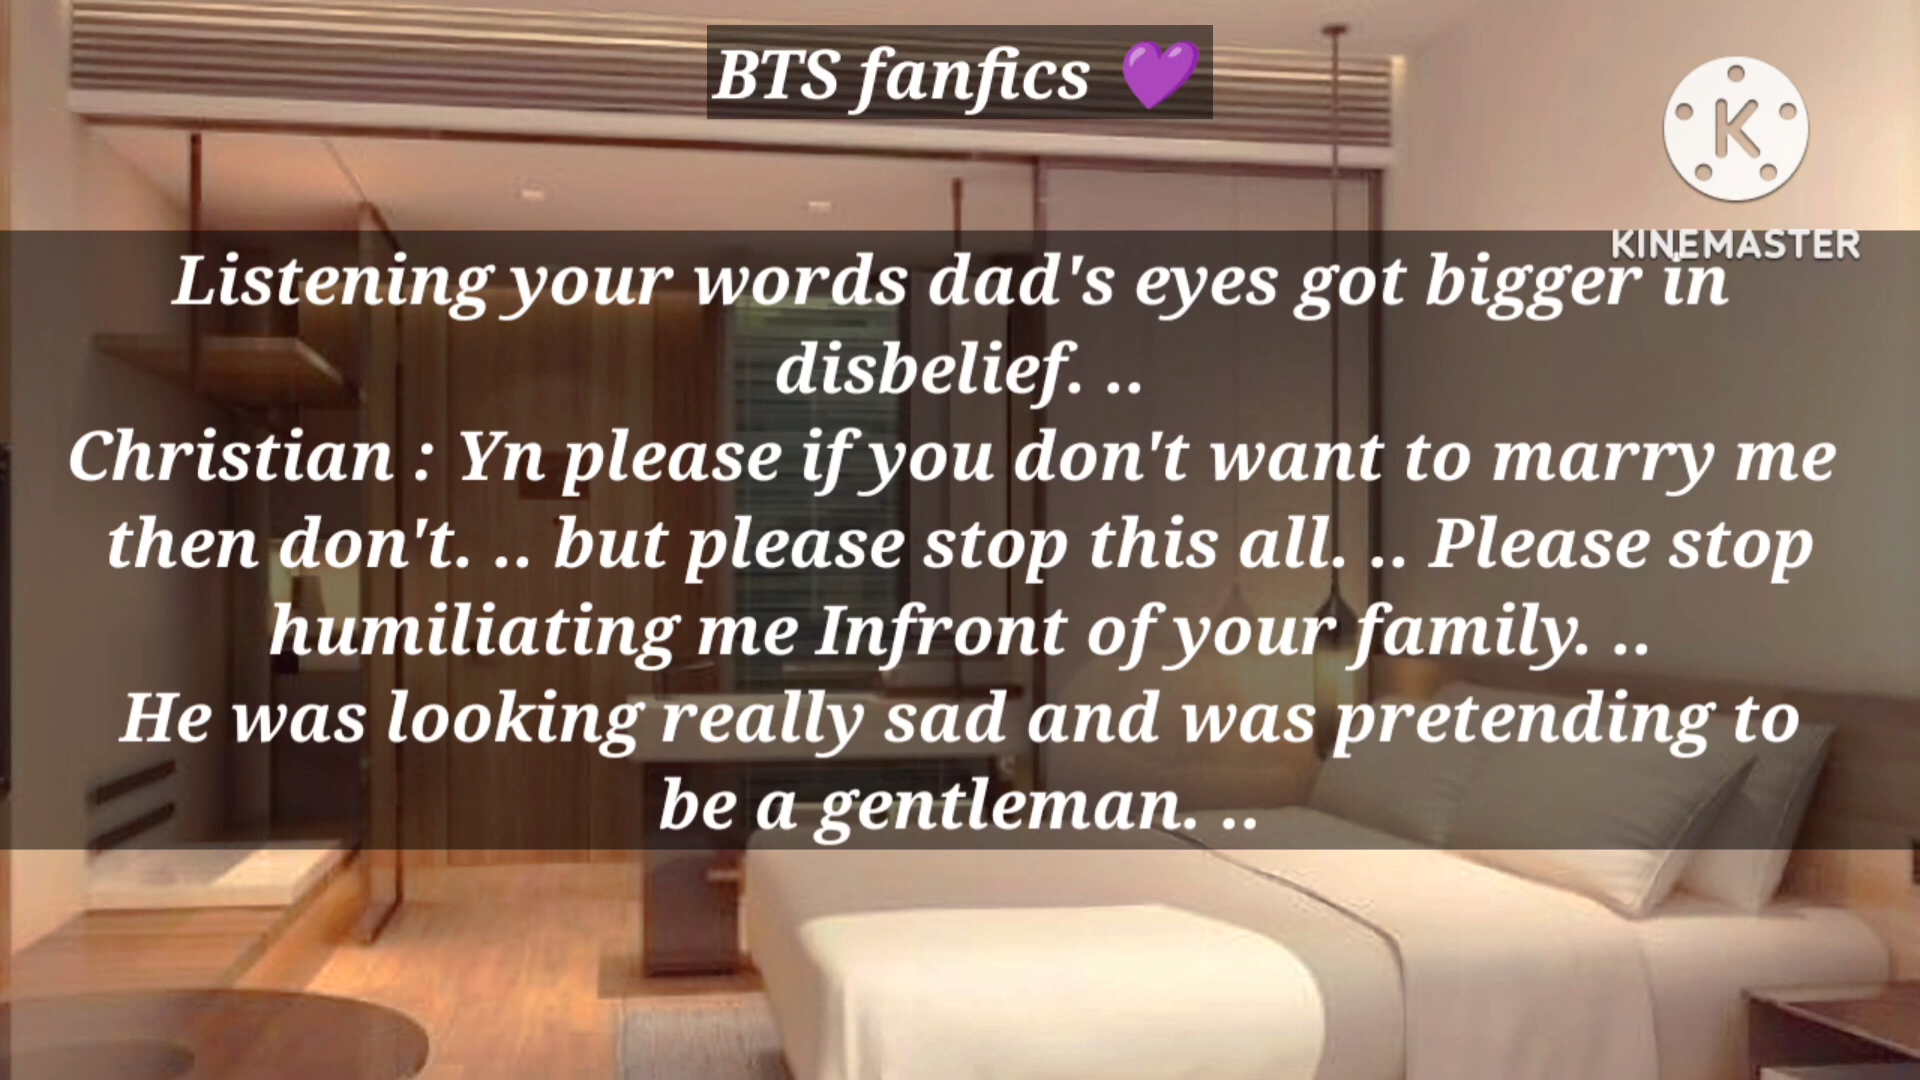 BTS fanfics 💜
K
KINEMASTER
Listening your words dad's eyes got bigger in
disbelief. ..
Christian : Yn please if you don't want to marry me
then don't. .. but please stop this all. .. Please stop
humiliating me Infront of your family. ..
He was looking really sad and was pretending to
be a gentleman. ..